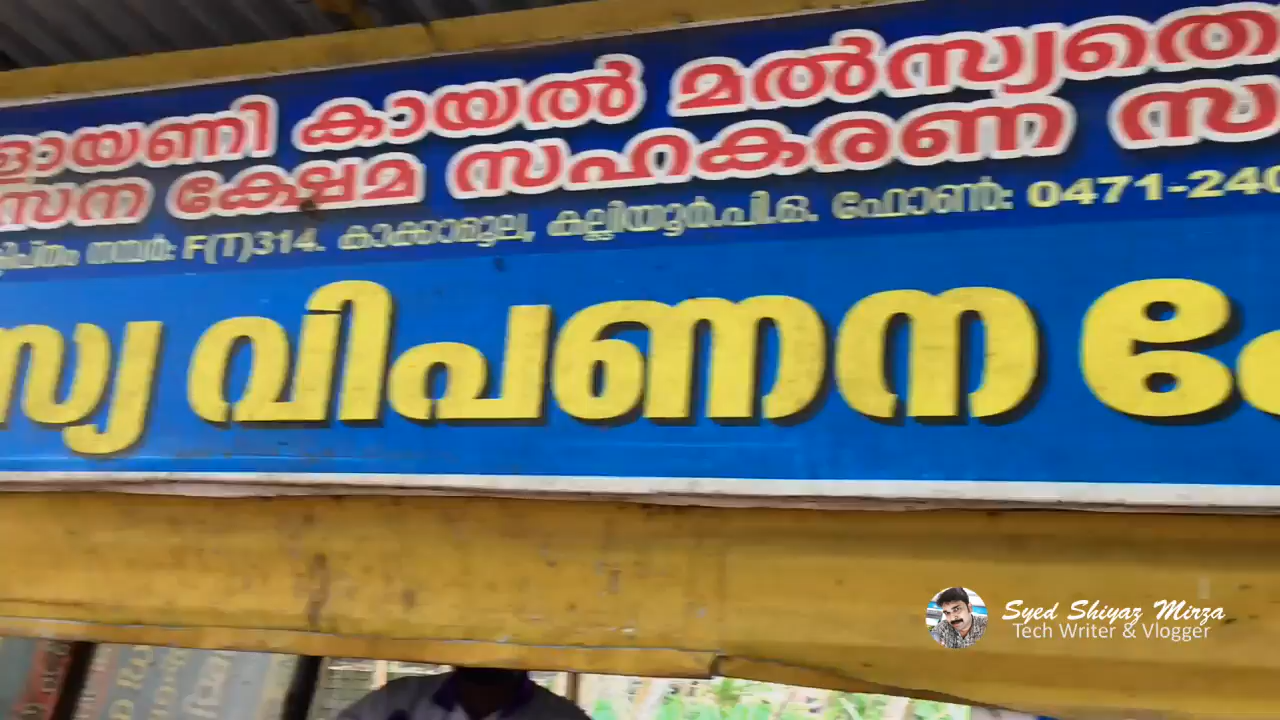 ളായണി കായൽ മൽസ്യതൊ
സന ക്ഷേമ സഹകരണ സ
ക്ലിപ്തം നമ്പർ: F(T)314. കാക്കാമൂല, കല്ലിയൂർ.പി.ഒ. ഫോൺ: 0471-240
സ്യ വിപണന കേ
Syed Shiyaz Mirza
Tech Writer & Vlogger